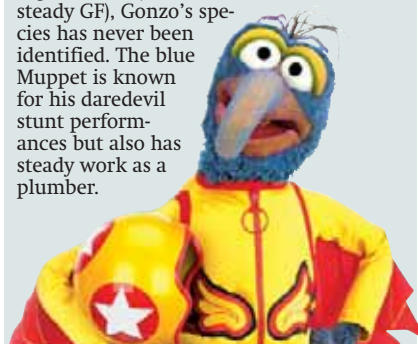 steady GF), Gonzo’s spe-
cies has never been
identified. The blue
Muppet is known
for his daredevil
stunt perform-
ances but also has
steady work as a
plumber.